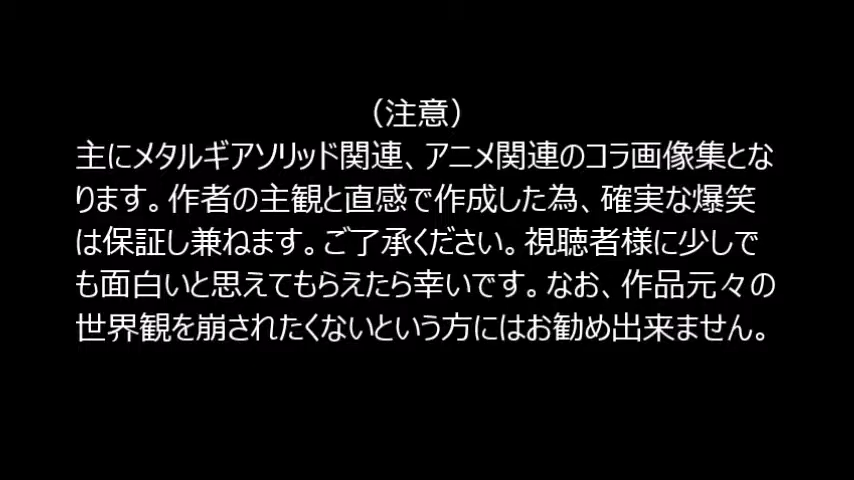 (注意)
主にメタルギアソリッド関連、アニメ関連のコラ画像集とな
ります。作者の主観と直感で作成した為、確実な爆笑
は保証し兼ねます。ご了承ください。視聴者様に少しで
も面白いと思えてもらえたら幸いです。なお、作品元々の
世界観を崩されたくないという方にはお勧め出来ません。